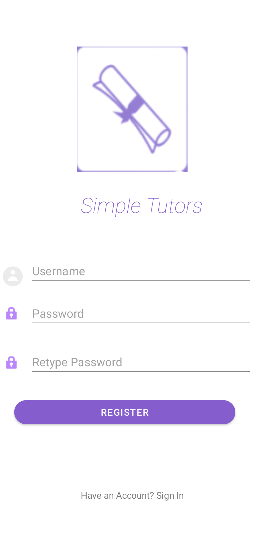 Simple Tutors
Username
Password
Retype Password
REGISTER
Have an Account? Sign In